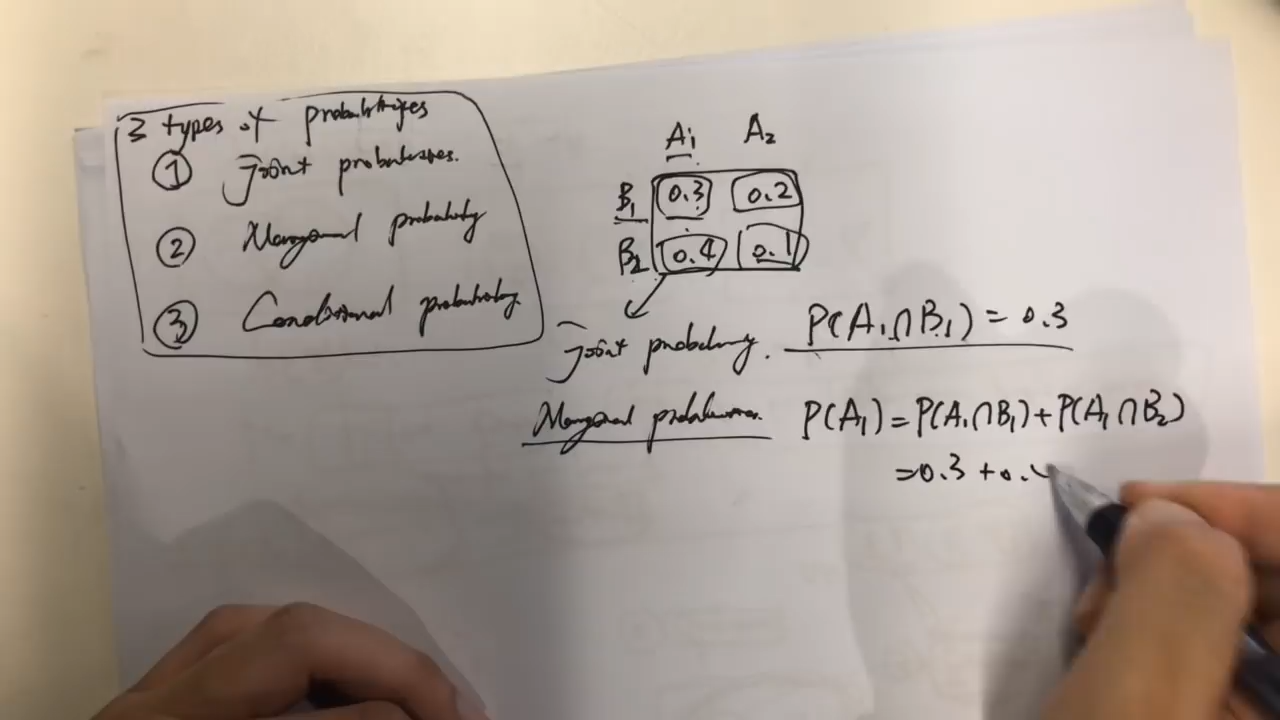 3 types of probabilities
① Joint probabilities.
② Marginal probability
③ Conditional probability
A₁ A₂
B₁ 0.3 0.2
B₂ 0.4 0.1
Joint probability. P(A₁∩B₁) = 0.3
Marginal probabilities. P(A₁) = P(A₁∩B₁) + P(A₁∩B₂)
= 0.3 + 0.